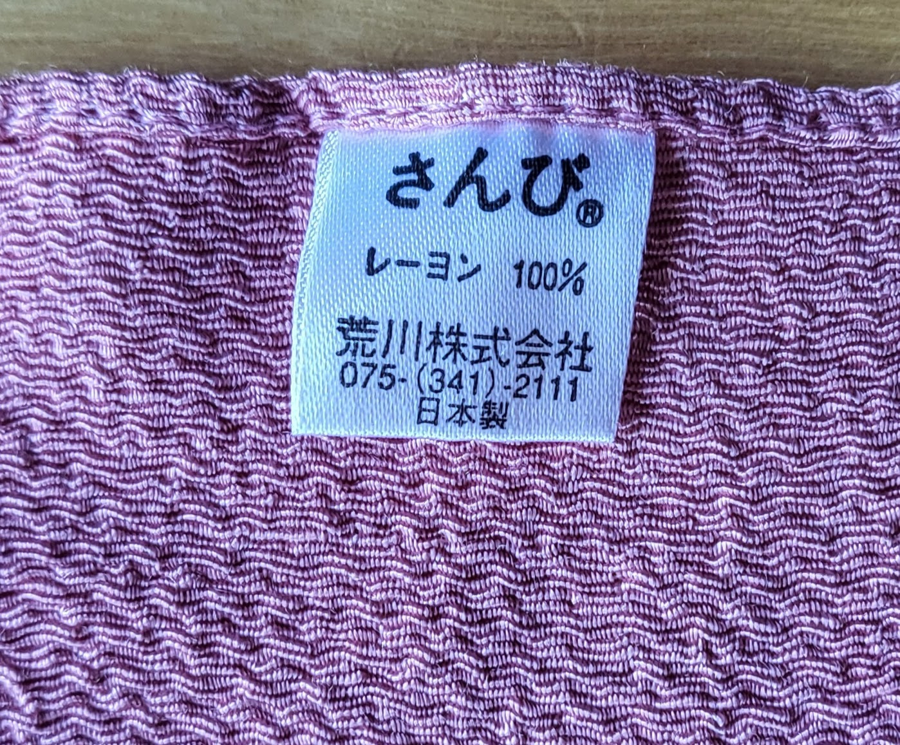 さんび。®
レーヨン 100%
荒川株式会社
075-(341)-2111
日本製